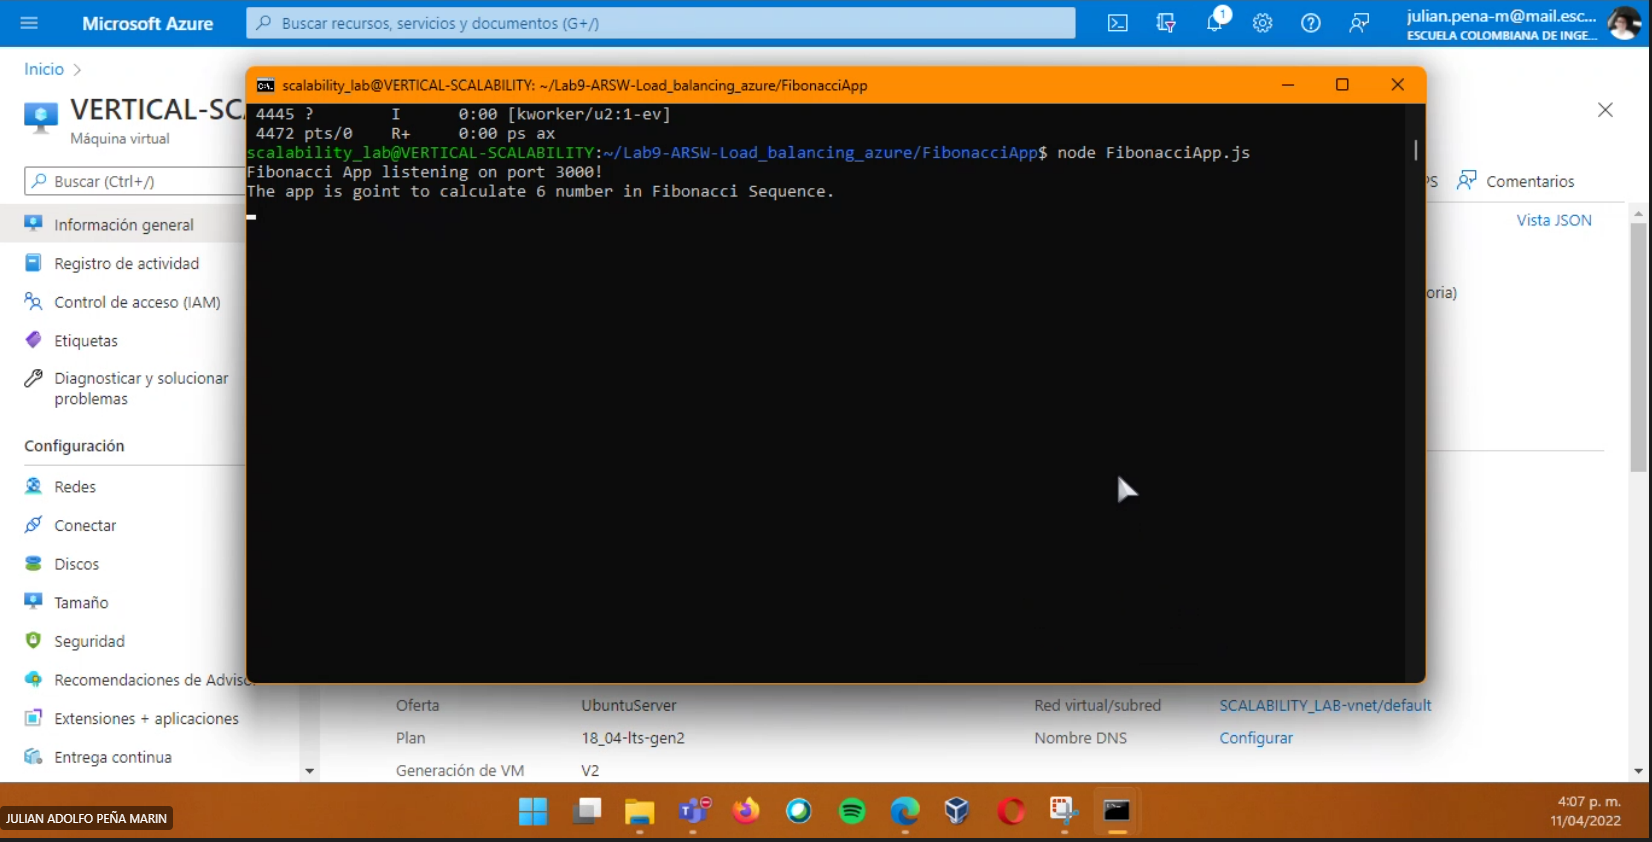 Microsoft Azure
Buscar recursos, servicios y documentos (G+/)
1
julian.pena-m@mail.esc...
ESCUELA COLOMBIANA DE INGE...
Inicio
VERTICAL-SC
Máquina virtual
Buscar (Ctrl+/)
Información general
Registro de actividad
Control de acceso (IAM)
Etiquetas
Diagnosticar y solucionar
problemas
Configuración
Redes
Conectar
Discos
Tamaño
Seguridad
Recomendaciones de Adviso
Extensiones + aplicaciones
Entrega continua
scalability_lab@VERTICAL-SCALABILITY: ~/Lab9-ARSW-Load_balancing_azure/FibonacciApp
4445 ? I 0:00 [kworker/u2:1-ev]
4472 pts/0 R+ 0:00 ps ax
scalability_lab@VERTICAL-SCALABILITY:~/Lab9-ARSW-Load_balancing_azure/FibonacciApp$ node FibonacciApp.js
Fibonacci App listening on port 3000!
The app is goint to calculate 6 number in Fibonacci Sequence.
Comentarios
Vista JSON
oria)
Oferta UbuntuServer Red virtual/subred SCALABILITY_LAB-vnet/default
Plan 18_04-lts-gen2 Nombre DNS Configurar
Generación de VM V2
JULIAN ADOLFO PEÑA MARIN
4:07 p. m.
11/04/2022